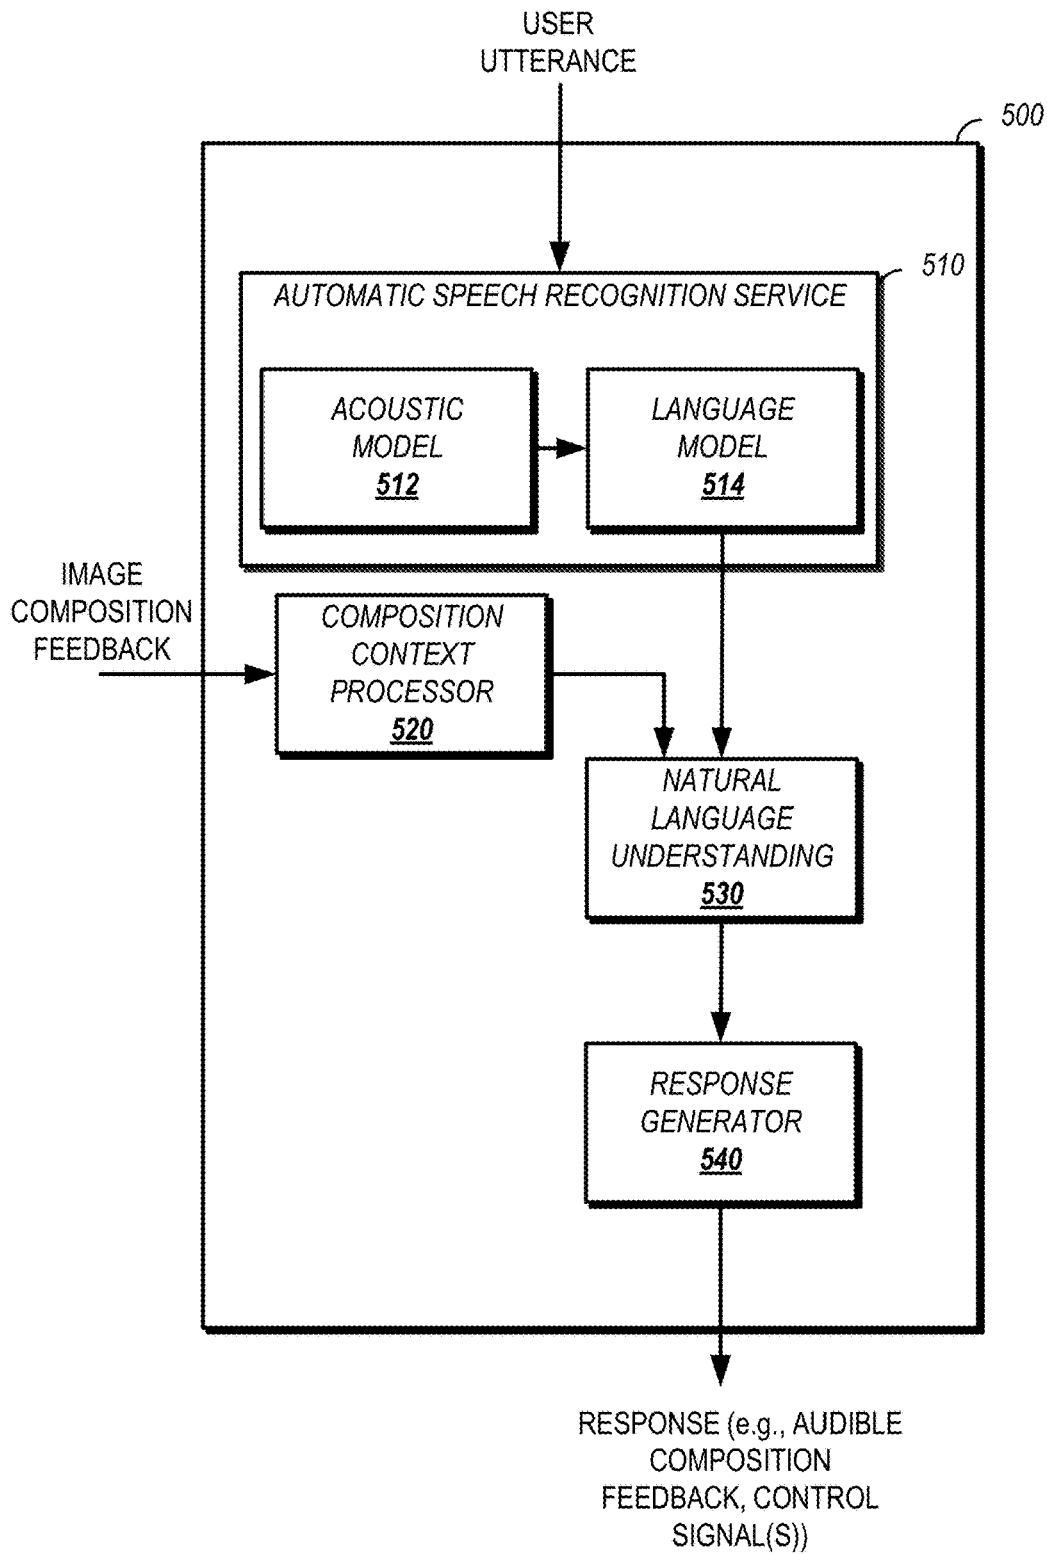 USER
UTTERANCE
500
510
AUTOMATIC SPEECH RECOGNITION SERVICE
ACOUSTIC
MODEL
512
LANGUAGE
MODEL
514
IMAGE
COMPOSITION
FEEDBACK
COMPOSITION
CONTEXT
PROCESSOR
520
NATURAL
LANGUAGE
UNDERSTANDING
530
RESPONSE
GENERATOR
540
RESPONSE (e.g., AUDIBLE
COMPOSITION
FEEDBACK, CONTROL
SIGNAL(S))